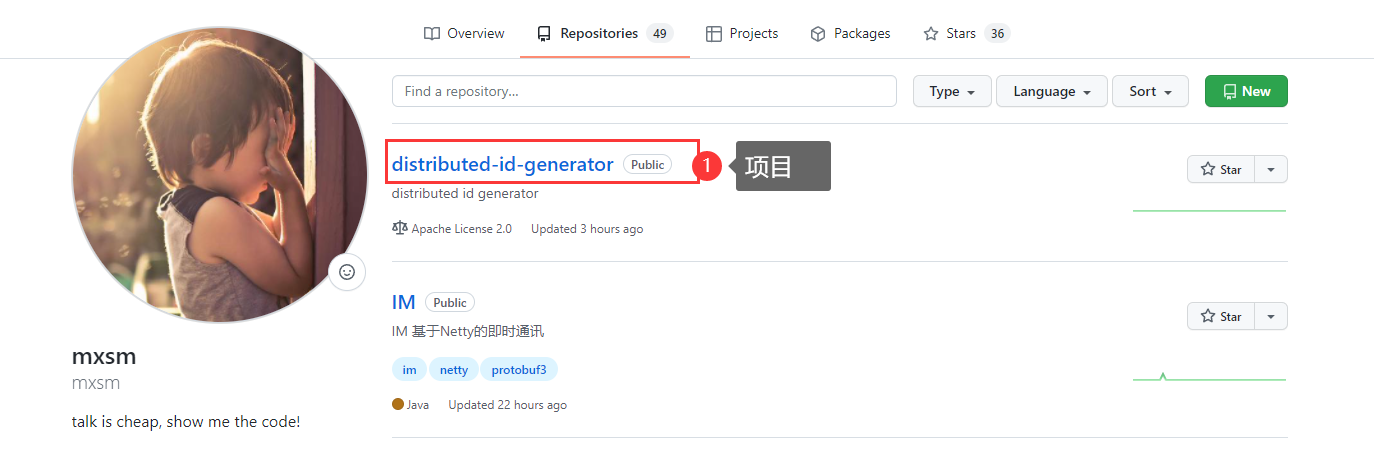 Overview Repositories 49 Projects Packages Stars 36
Find a repository... Type Language Sort New
distributed-id-generator Public 1 项目 Star
distributed id generator
Apache License 2.0 Updated 3 hours ago
IM Public Star
IM 基于Netty的即时通讯
im netty protobuf3
Java Updated 22 hours ago
mxsm
mxsm
talk is cheap, show me the code!